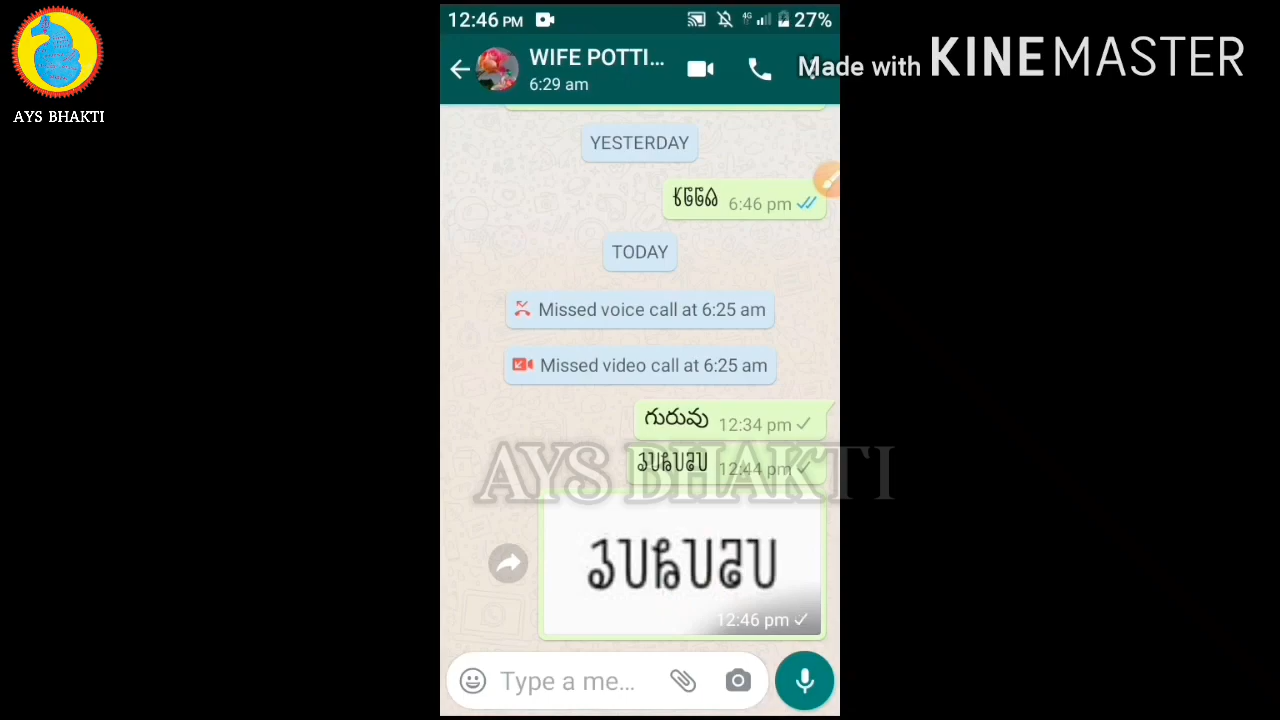 AYS BHAKTI
12:46 PM
4G
27%
Made with KINEMASTER
WIFE POTTI...
6:29 am
YESTERDAY
6:46 pm
TODAY
Missed voice call at 6:25 am
Missed video call at 6:25 am
గురువు 12:34 pm
12:44 pm
AYS BHAKTI
12:46 pm
Type a me...